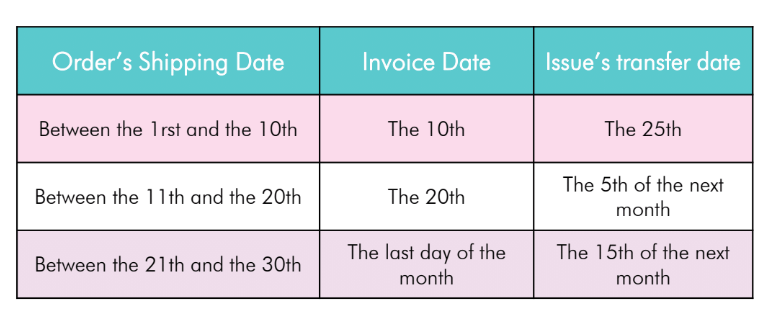 Order's Shipping Date
Invoice Date
Issue's transfer date
Between the 1rst and the 10th
The 10th
The 25th
Between the 11th and the 20th
The 20th
The 5th of the next
month
Between the 21th and the 30th
The last day of the
month
The 15th of the next
month